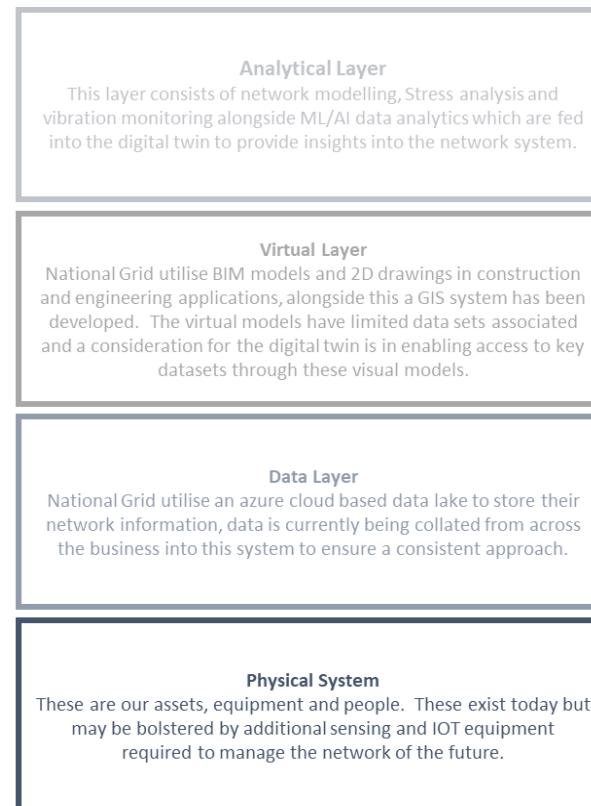 Analytical Layer
This layer consists of network modelling, Stress analysis and
vibration monitoring alongside ML/AI data analytics which are fed
into the digital twin to provide insights into the network system.
Virtual Layer
National Grid utilise BIM models and 2D drawings in construction
and engineering applications, alongside this a GIS system has been
developed. The virtual models have limited data sets associated
and a consideration for the digital twin is in enabling access to key
datasets through these visual models.
Data Layer
National Grid utilise an azure cloud based data lake to store their
network information, data is currently being collated from across
the business into this system to ensure a consistent approach.
Physical System
These are our assets, equipment and people. These exist today but
may be bolstered by additional sensing and IOT equipment
required to manage the network of the future.